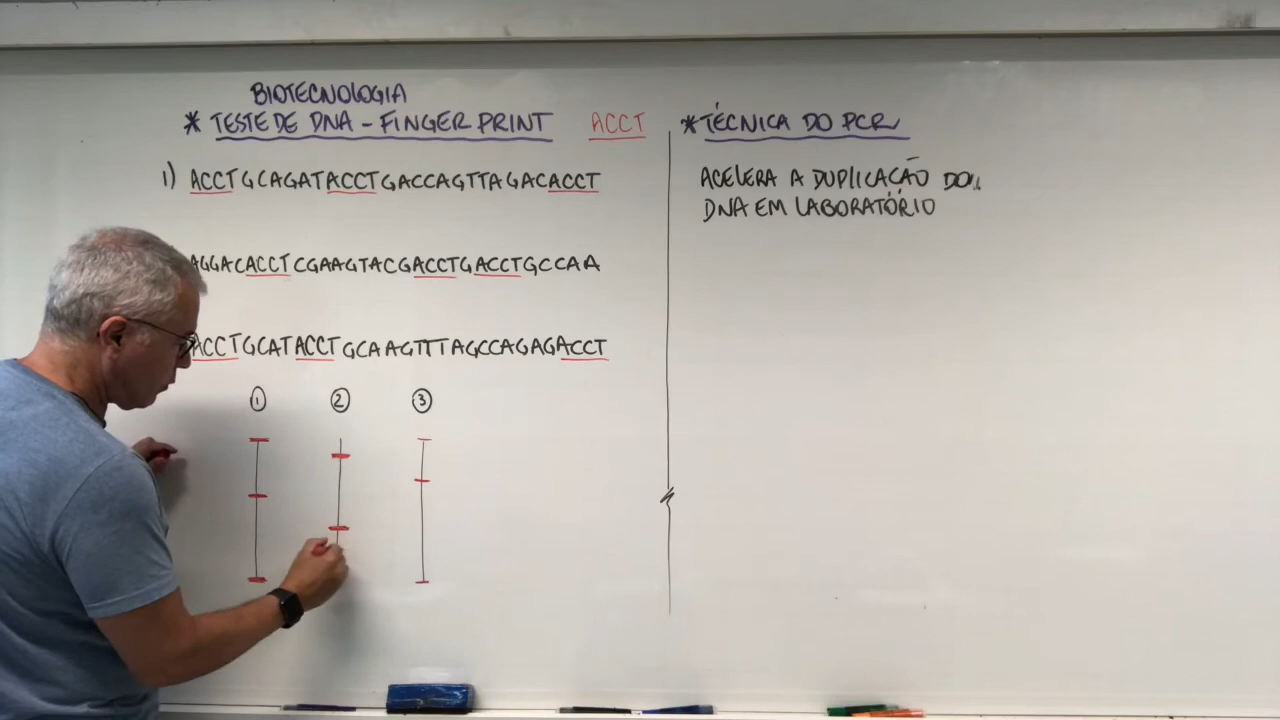 BIOTECNOLOGIA
* TESTE DE DNA - FINGER PRINT ACCT
1) ACCTGCAGATACCTGACCAGTTAGACACCT
AGGACACCTCGAAGTACGACCTGACCTGCCAA
ACCTGCATACCTGCAAGTTTAGCCAGAGACCT
1 2 3
* TÉCNICA DO PCR
ACELERA A DUPLICAÇÃO DO
DNA EM LABORATÓRIO